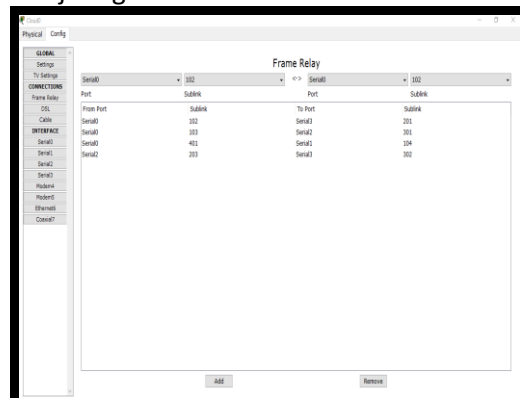 Cloud0
Physical Config
GLOBAL
Settings
TV Settings
CONNECTIONS
Frame Relay
DSL
Cable
INTERFACE
Serial0
Serial1
Serial2
Serial3
Modem4
Modem5
Ethernet6
Coaxial7
Frame Relay
Serial0 102 <-> Serial0 102
Port Sublink Port Sublink
From Port Sublink To Port Sublink
Serial0 102 Serial3 201
Serial0 103 Serial2 301
Serial0 401 Serial1 104
Serial2 203 Serial3 302
Add Remove